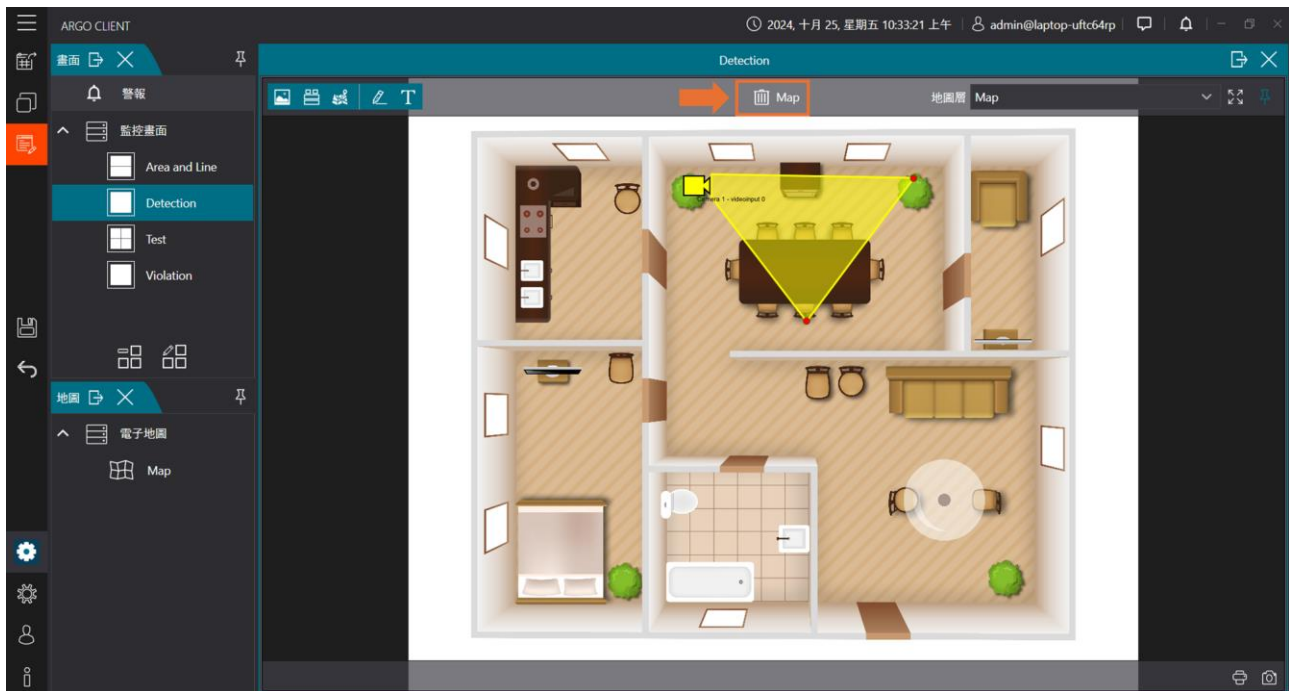 ARGO CLIENT
2024, 十月 25, 星期五 10:33:21 上午
admin@laptop-uftc64rp
畫面
Detection
警報
Map
地圖層 Map
監控畫面
Area and Line
Detection
Test
Violation
Camera 1 - videoinput 0
地圖
電子地圖
Map